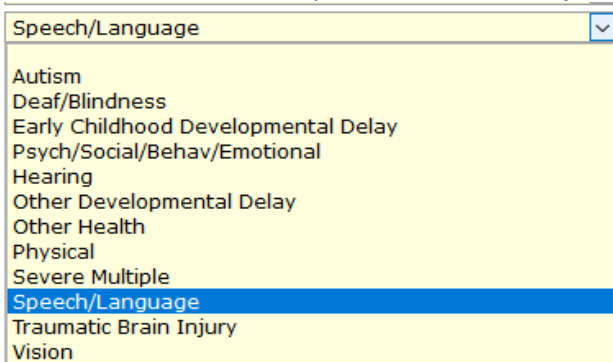 Speech/Language
Autism
Deaf/Blindness
Early Childhood Developmental Delay
Psych/Social/Behav/Emotional
Hearing
Other Developmental Delay
Other Health
Physical
Severe Multiple
Speech/Language
Traumatic Brain Injury
Vision